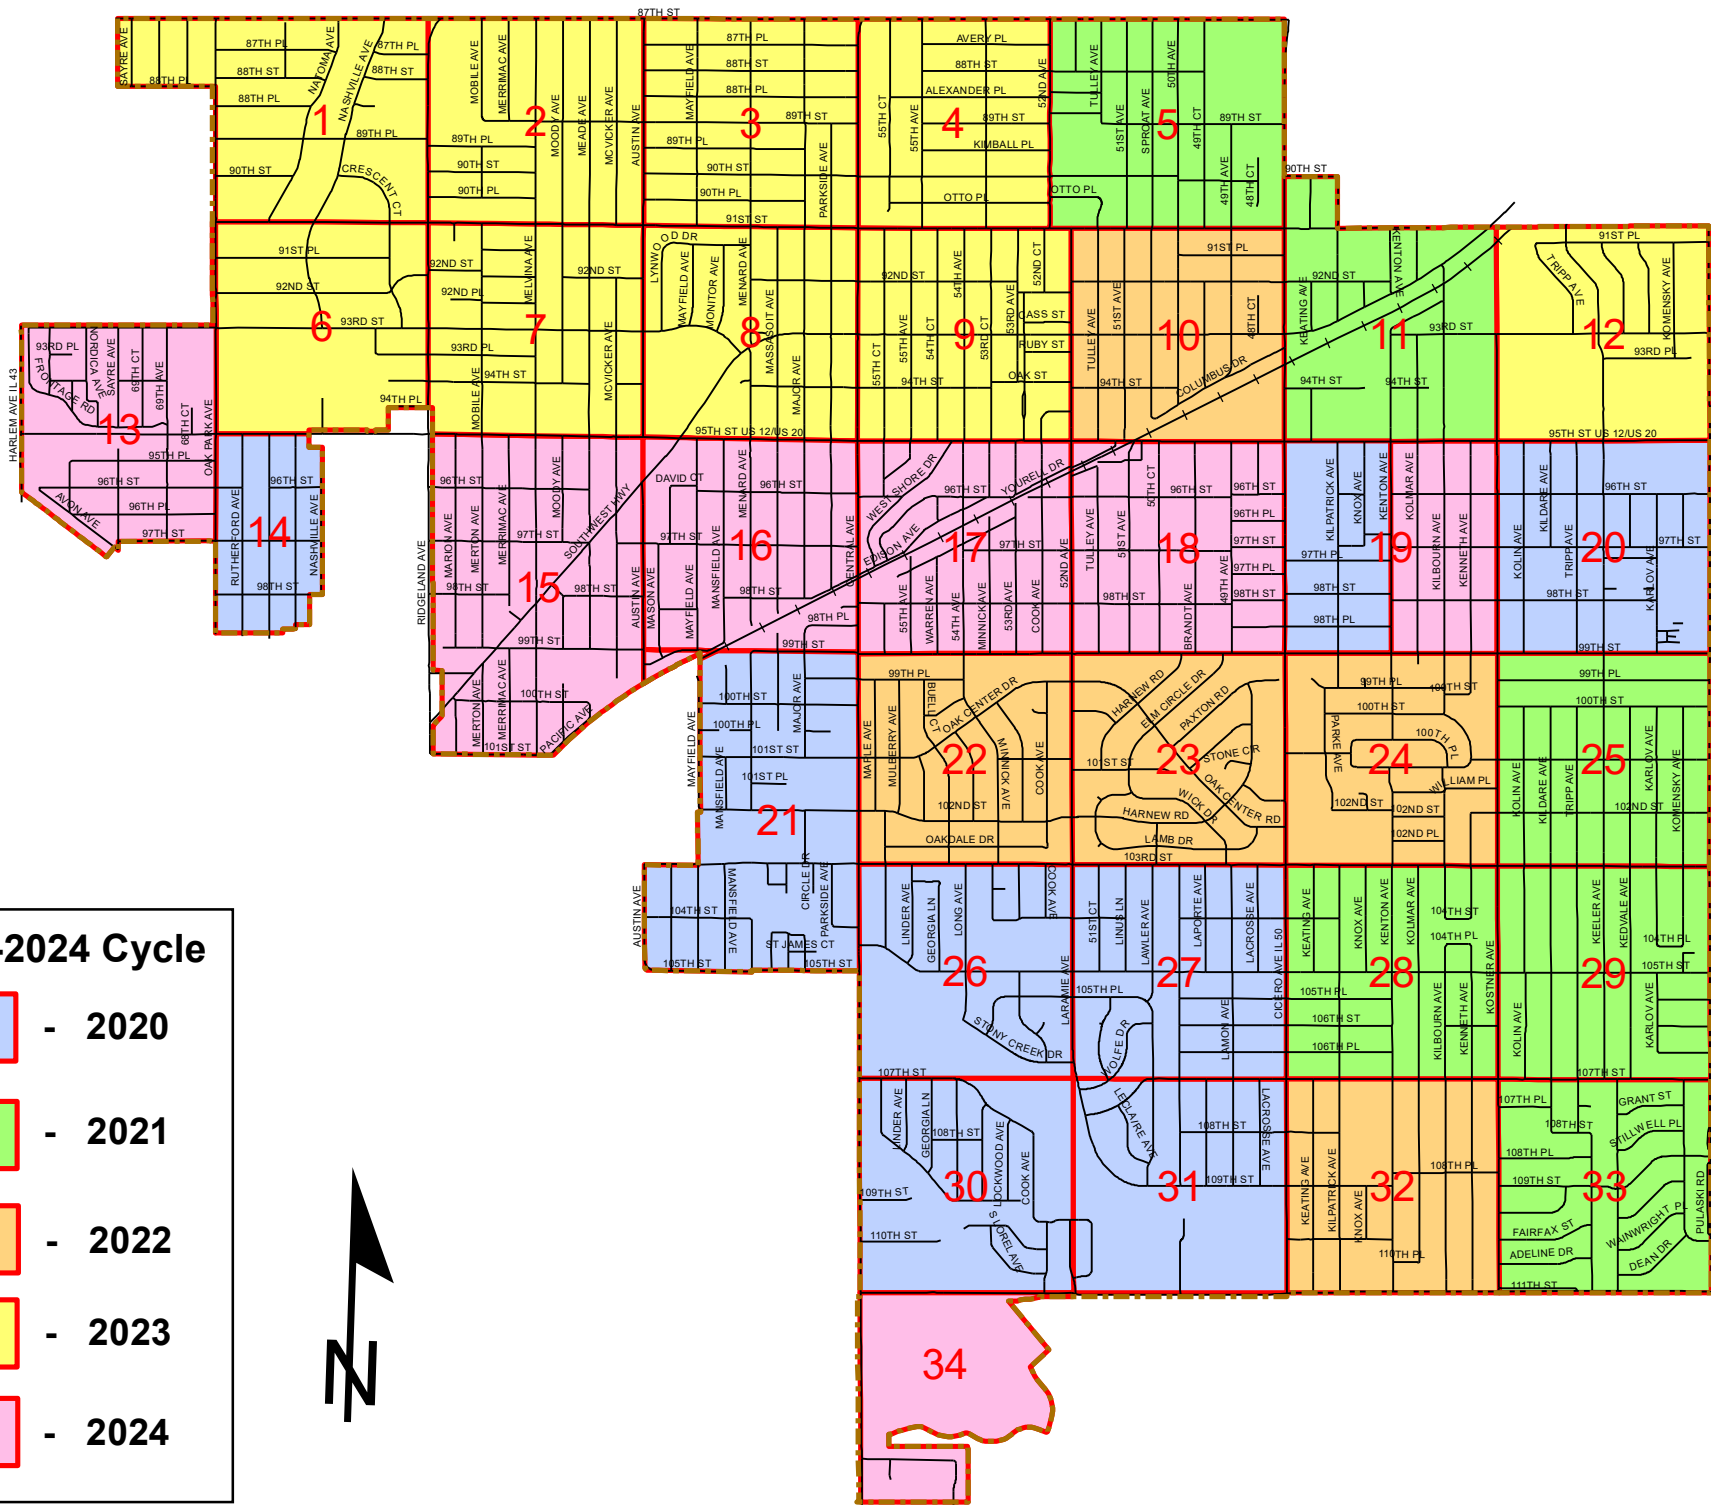 87TH ST
SAYRE AVE
87TH PL
NATOMA AVE
NASHVILLE AVE
87TH PL
88TH ST
88TH ST
88TH PL
88TH PL
1
89TH PL
90TH ST
CRESCENT CT
MOBILE AVE
MERRIMAC AVE
MOODY AVE
MEADE AVE
MCVICKER AVE
AUSTIN AVE
2
89TH PL
90TH ST
90TH PL
MAYFIELD AVE
87TH PL
88TH ST
88TH PL
3
89TH ST
89TH PL
PARKSIDE AVE
90TH ST
90TH PL
91ST ST
55TH CT
55TH AVE
AVERY PL
88TH ST
ALEXANDER PL
4
89TH ST
KIMBALL PL
OTTO PL
52ND AVE
TULLEY AVE
51ST AVE
SPROAT AVE
50TH AVE
49TH CT
5
89TH ST
49TH AVE
48TH CT
OTTO PL
90TH ST
91ST PL
92ND ST
6
93RD ST
94TH PL
92ND ST
92ND PL
MELVINA AVE
92ND ST
7
93RD PL
94TH ST
MOBILE AVE
MCVICKER AVE
LYNWOOD DR
MAYFIELD AVE
MONITOR AVE
MENARD AVE
MASSASOIT AVE
8
MAJOR AVE
95TH ST US 12/US 20
92ND ST
54TH AVE
52ND CT
53RD AVE
CASS ST
55TH AVE
54TH CT
9
53RD CT
RUBY ST
55TH CT
94TH ST
OAK ST
91ST PL
51ST AVE
48TH CT
TULLEY AVE
10
94TH ST
COLUMBUS DR
KEATING AVE
92ND ST
KENTON AVE
11
93RD ST
94TH ST
94TH ST
91ST PL
TRIPP AVE
KOMENSKY AVE
12
93RD PL
95TH ST US 12/US 20
HARLEM AVE IL 43
93RD PL
FRONTAGE RD
NORDICA AVE
SAYRE AVE
69TH CT
69TH AVE
68TH CT
OAK PARK AVE
13
95TH PL
96TH ST
AVON AVE
96TH PL
97TH ST
RUTHERFORD AVE
96TH ST
14
NASHVILLE AVE
98TH ST
RIDGELAND AVE
96TH ST
MARION AVE
MERTON AVE
MERRIMAC AVE
MOODY AVE
97TH ST
SOUTHWEST HWY
98TH ST
15
98TH ST
AUSTIN AVE
99TH ST
MERTON AVE
MERRIMAC AVE
100TH ST
101ST ST
PACIFIC AVE
DAVID CT
MENARD AVE
96TH ST
97TH ST
MANSFIELD AVE
16
MASON AVE
MAYFIELD AVE
98TH ST
98TH PL
99TH ST
CENTRAL AVE
WEST SHORE DR
96TH ST
YOURELL DR
EDISON AVE
17
97TH ST
55TH AVE
WARREN AVE
54TH AVE
MINNICK AVE
53RD AVE
COOK AVE
52ND AVE
TULLEY AVE
51ST AVE
50TH CT
96TH ST
18
98TH ST
BRANDT AVE
49TH AVE
96TH ST
96TH PL
97TH ST
97TH PL
98TH ST
KILPATRICK AVE
KNOX AVE
KENTON AVE
KOLMAR AVE
97TH PL
19
KILBOURN AVE
KENNETH AVE
98TH ST
98TH PL
KILDARE AVE
96TH ST
KOLIN AVE
TRIPP AVE
20
97TH ST
98TH ST
KARLOV AVE
99TH ST
MAYFIELD AVE
100TH ST
MAJOR AVE
100TH PL
101ST ST
MANSFIELD AVE
101ST PL
21
AUSTIN AVE
MANSFIELD AVE
CIRCLE DR
PARKSIDE AVE
104TH ST
ST JAMES CT
105TH ST
105TH ST
99TH PL
MAPLE AVE
MULBERRY AVE
BUELL CT
OAK CENTER DR
22
MINNICK AVE
COOK AVE
102ND ST
OAKDALE DR
HARNEW RD
ELM CIRCLE DR
PAXTON RD
101ST ST
23
STONE CIR
OAK CENTER RD
WICK DR
HARNEW RD
LAMB DR
103RD ST
99TH PL
100TH ST
100TH ST
PARKE AVE
100TH PL
24
WILLIAM PL
102ND ST
102ND ST
102ND PL
99TH PL
100TH ST
25
KOLIN AVE
KILDARE AVE
TRIPP AVE
KARLOV AVE
KOMENSKY AVE
102ND ST
LINDER AVE
GEORGIA LN
LONG AVE
COOK AVE
26
LARAMIE AVE
STONY CREEK DR
107TH ST
51ST CT
LINUS LN
LAWLER AVE
LAPORTE AVE
LACROSSE AVE
27
105TH PL
WOLFE DR
LAMON AVE
CICERO AVE IL 50
KEATING AVE
KNOX AVE
KENTON AVE
KOLMAR AVE
104TH ST
104TH PL
28
105TH PL
106TH ST
106TH PL
KILBOURN AVE
KENNETH AVE
KOSTNER AVE
KEELER AVE
KEDVALE AVE
104TH PL
29
105TH ST
KOLIN AVE
KARLOV AVE
107TH ST
LINDER AVE
GEORGIA LN
108TH ST
LOCKWOOD AVE
COOK AVE
109TH ST
30
110TH ST
S LOREL AVE
LECLAIRE AVE
108TH ST
LACROSSE AVE
31
109TH ST
KEATING AVE
KILPATRICK AVE
KNOX AVE
32
108TH PL
110TH PL
107TH PL
GRANT ST
108TH ST
STILLWELL PL
108TH PL
109TH ST
33
PULASKI RD
FAIRFAX ST
WAINWRIGHT PL
ADELINE DR
DEAN DR
111TH ST
34
-2024 Cycle
- 2020
- 2021
- 2022
- 2023
- 2024
N